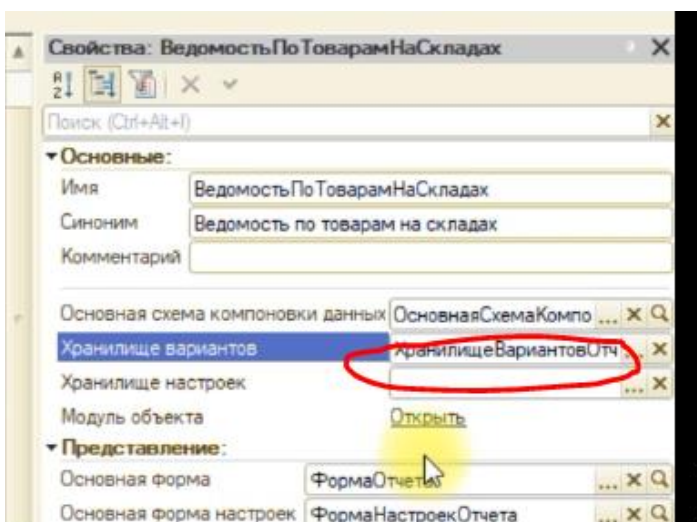 Свойства: ВедомостьПоТоварамНаСкладах
Поиск (Ctrl+Alt+I)
Основные:
Имя ВедомостьПоТоварамНаСкладах
Синоним Ведомость по товарам на складах
Комментарий
Основная схема компоновки данных ОсновнаяСхемаКомпо ...
Хранилище вариантов ХранилищеВариантовОтч ...
Хранилище настроек ...
Модуль объекта Открыть
Представление:
Основная форма ФормаОтчета ...
Основная форма настроек ФормаНастроекОтчета ...